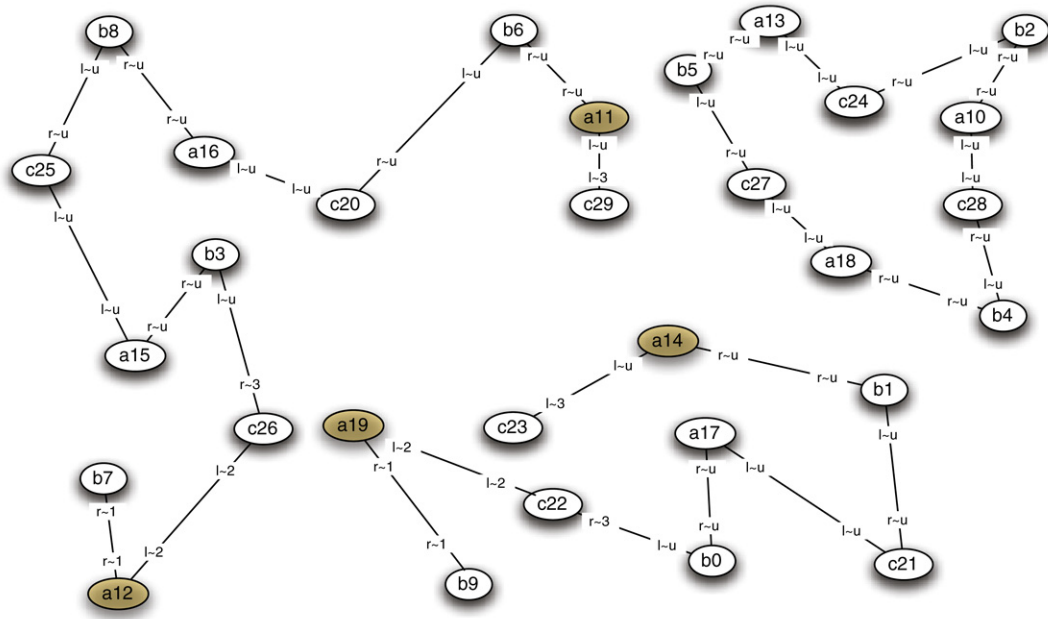 b8
l~u
r~u
r~u
c25
a16
l~u
l~u
l~u
c20
r~u
l~u
b6
r~u
r~u
a11
l~u
l~3
c29
l~u
a15
r~u
r~u
b3
l~u
r~3
c26
l~2
l~2
a12
r~1
r~1
b7
a13
r~u
r~u
b5
l~u
l~u
c24
r~u
l~u
b2
r~u
r~u
a10
l~u
l~u
c28
r~u
l~u
b4
r~u
r~u
a18
l~u
l~u
c27
r~u
l~u
a14
l~u
l~3
c23
r~u
r~u
b1
l~u
r~u
c21
l~u
l~u
a17
r~u
r~u
b0
l~u
r~3
c22
l~2
l~2
a19
r~1
r~1
b9